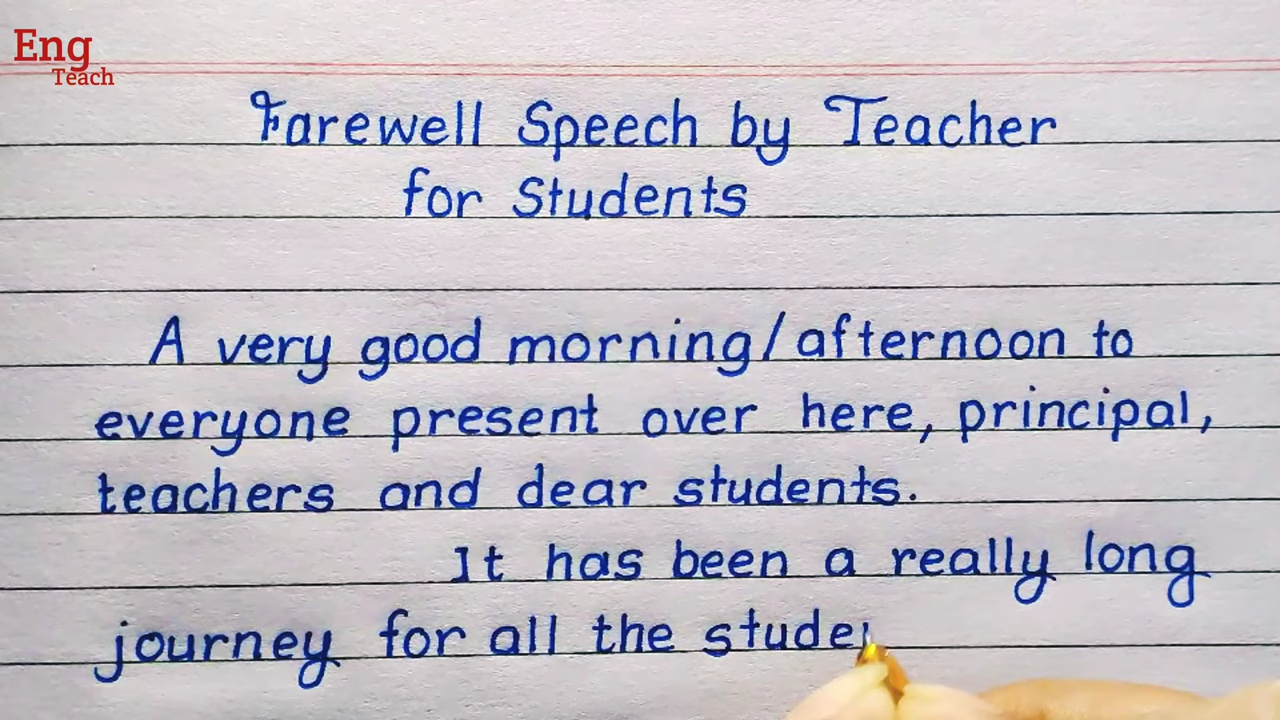 Eng
Teach
Farewell Speech by Teacher
for Students
A very good morning/afternoon to
everyone present over here, principal,
teachers and dear students.
It has been a really long
journey for all the stude